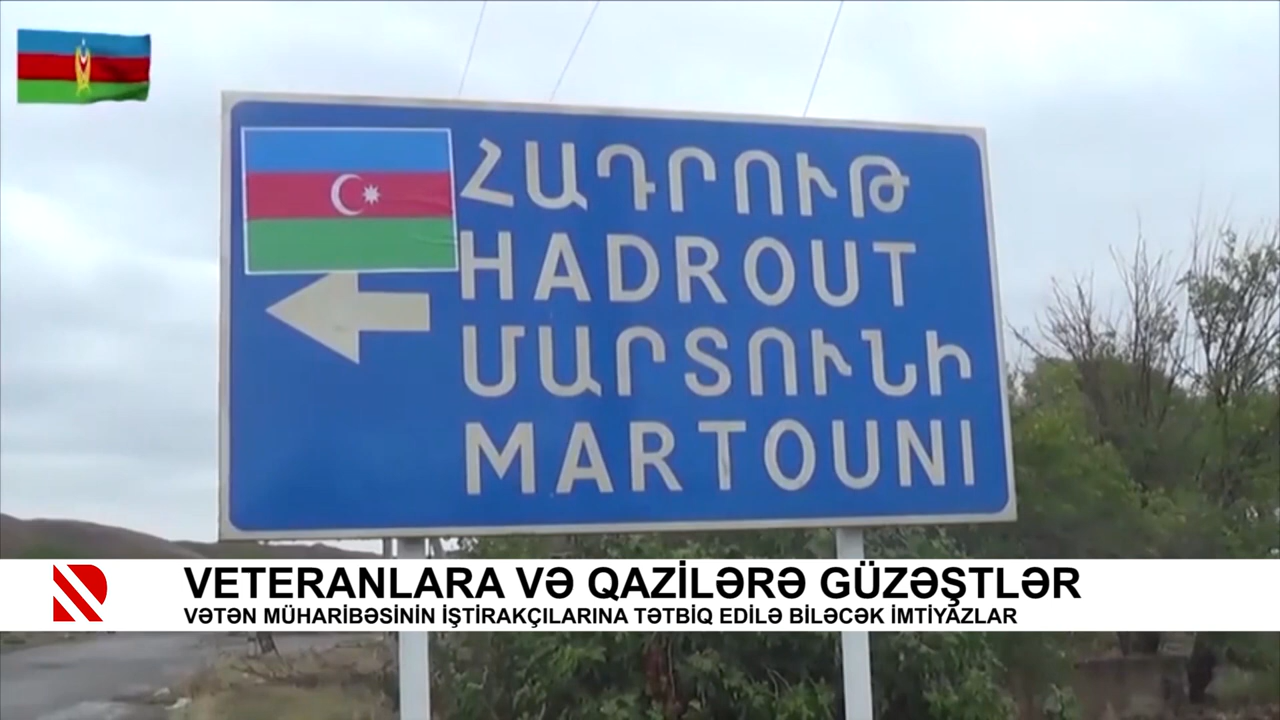 ՀԱԴՐՈՒԹ
HADROUT
ՄԱՐՏՈՒՆԻ
MARTOUNI
VETERANLARA VƏ QAZİLƏRƏ GÜZƏŞTLƏR
VƏTƏN MÜHARİBƏSİNİN İŞTİRAKÇILARINA TƏTBİQ EDİLƏ BİLƏCƏK İMTİYAZLAR